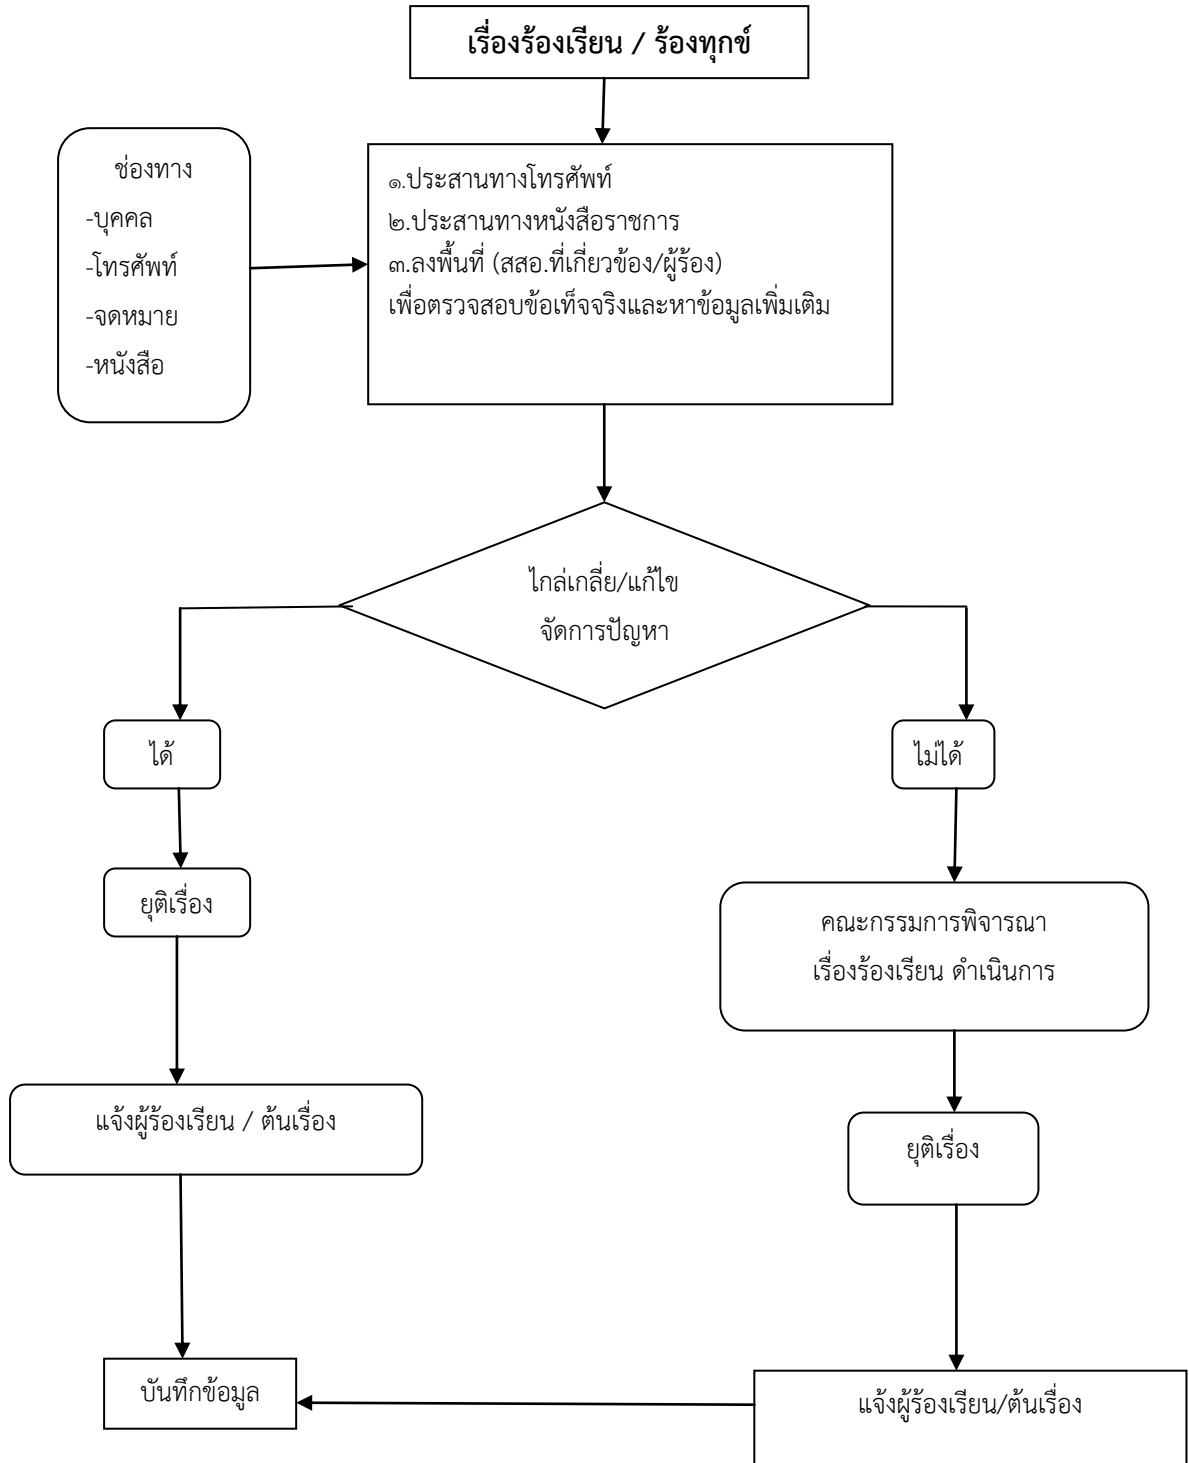 เรื่องร้องเรียน / ร้องทุกข์
ช่องทาง
-บุคคล
-โทรศัพท์
-จดหมาย
-หนังสือ
๑.ประสานทางโทรศัพท์
๒.ประสานทางหนังสือราชการ
๓.ลงพื้นที่ (สสอ.ที่เกี่ยวข้อง/ผู้ร้อง)
เพื่อตรวจสอบข้อเท็จจริงและหาข้อมูลเพิ่มเติม
ไกล่เกลี่ย/แก้ไข
จัดการปัญหา
ได้
ไม่ได้
ยุติเรื่อง
คณะกรรมการพิจารณา
เรื่องร้องเรียน ดำเนินการ
แจ้งผู้ร้องเรียน / ต้นเรื่อง
ยุติเรื่อง
บันทึกข้อมูล
แจ้งผู้ร้องเรียน/ต้นเรื่อง